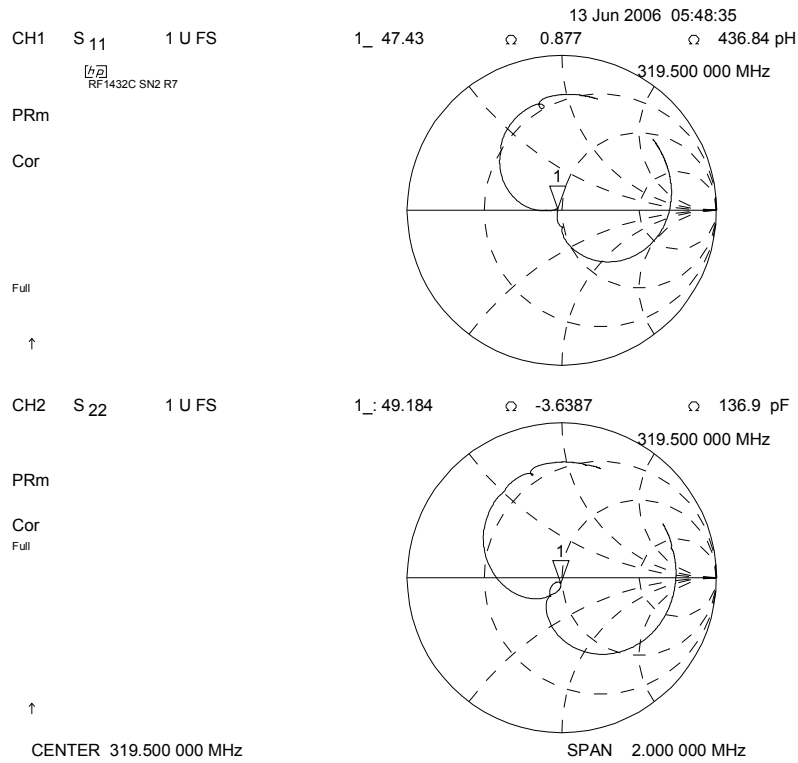 13 Jun 2006 05:48:35
CH1 S 11 1 U FS 1_ 47.43 Ω 0.877 Ω 436.84 pH
hp
319.500 000 MHz
RF1432C SN2 R7
PRm
Cor
1
Full
↑
CH2 S 22 1 U FS 1_: 49.184 Ω -3.6387 Ω 136.9 pF
319.500 000 MHz
PRm
Cor
Full
1
↑
CENTER 319.500 000 MHz SPAN 2.000 000 MHz